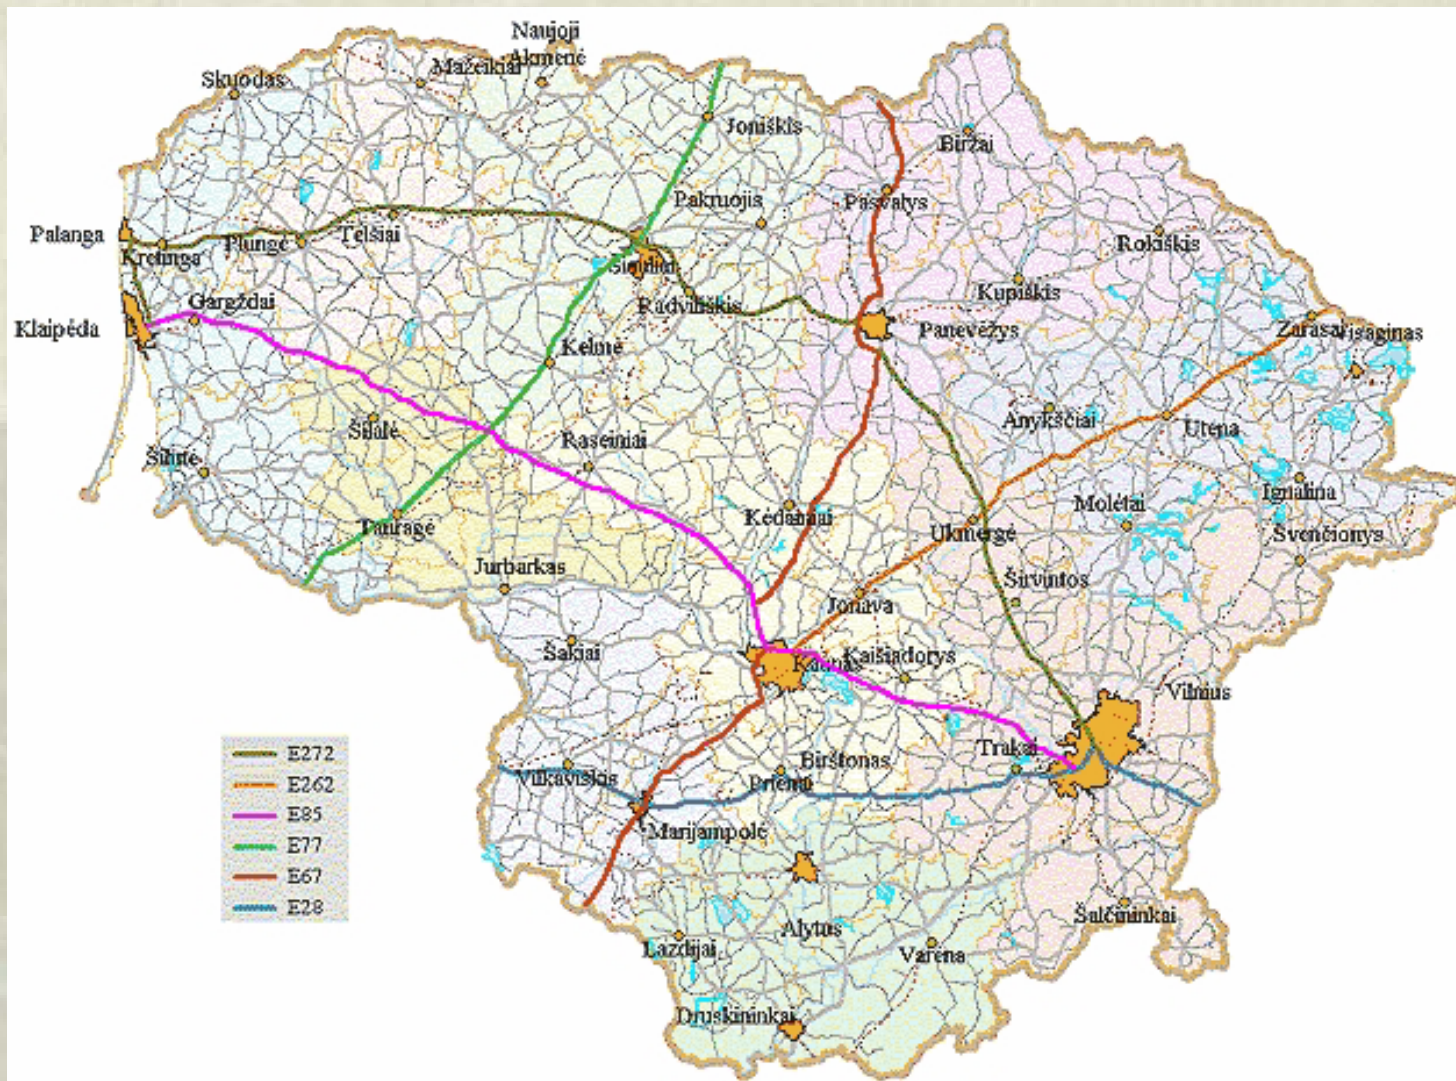 Naujoji
Akmenė
Skuodas
Mažeikiai
Joniškis
Biržai
Pakruojis
Pasvalys
Palanga
Kretinga
Plungė
Telšiai
Rokiškis
Šiauliai
Radviliškis
Kupiškis
Gargždai
Klaipėda
Panevėžys
Zarasai
Visaginas
Kelmė
Anykščiai
Utena
Šilalė
Raseiniai
Šilutė
Ignalina
Molėtai
Kėdainiai
Tauragė
Ukmergė
Švenčionys
Jurbarkas
Širvintos
Jonava
Šakiai
Kaunas
Kaišiadorys
Vilnius
Trakai
Birštonas
Vilkaviškis
Prienai
Marijampolė
E272
E262
E85
E77
E67
E28
Šalčininkai
Alytus
Lazdijai
Varėna
Druskininkai